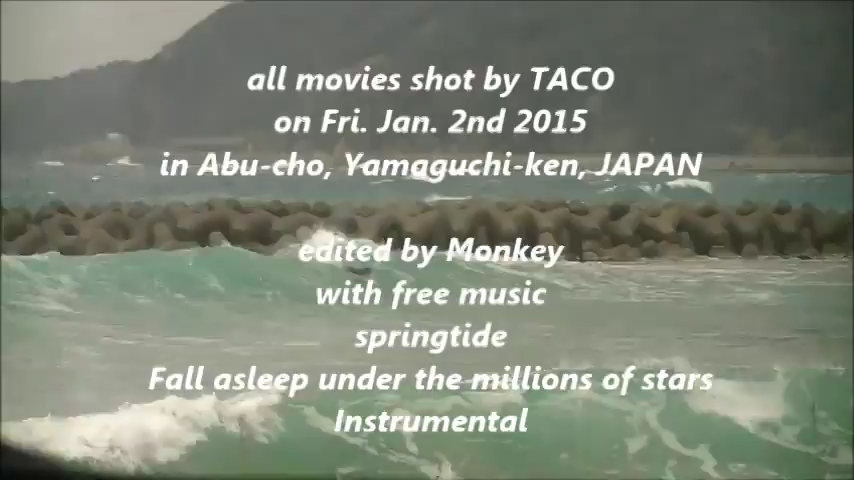 all movies shot by TACO
on Fri. Jan. 2nd 2015
in Abu-cho, Yamaguchi-ken, JAPAN
edited by Monkey
with free music
springtide
Fall asleep under the millions of stars
Instrumental